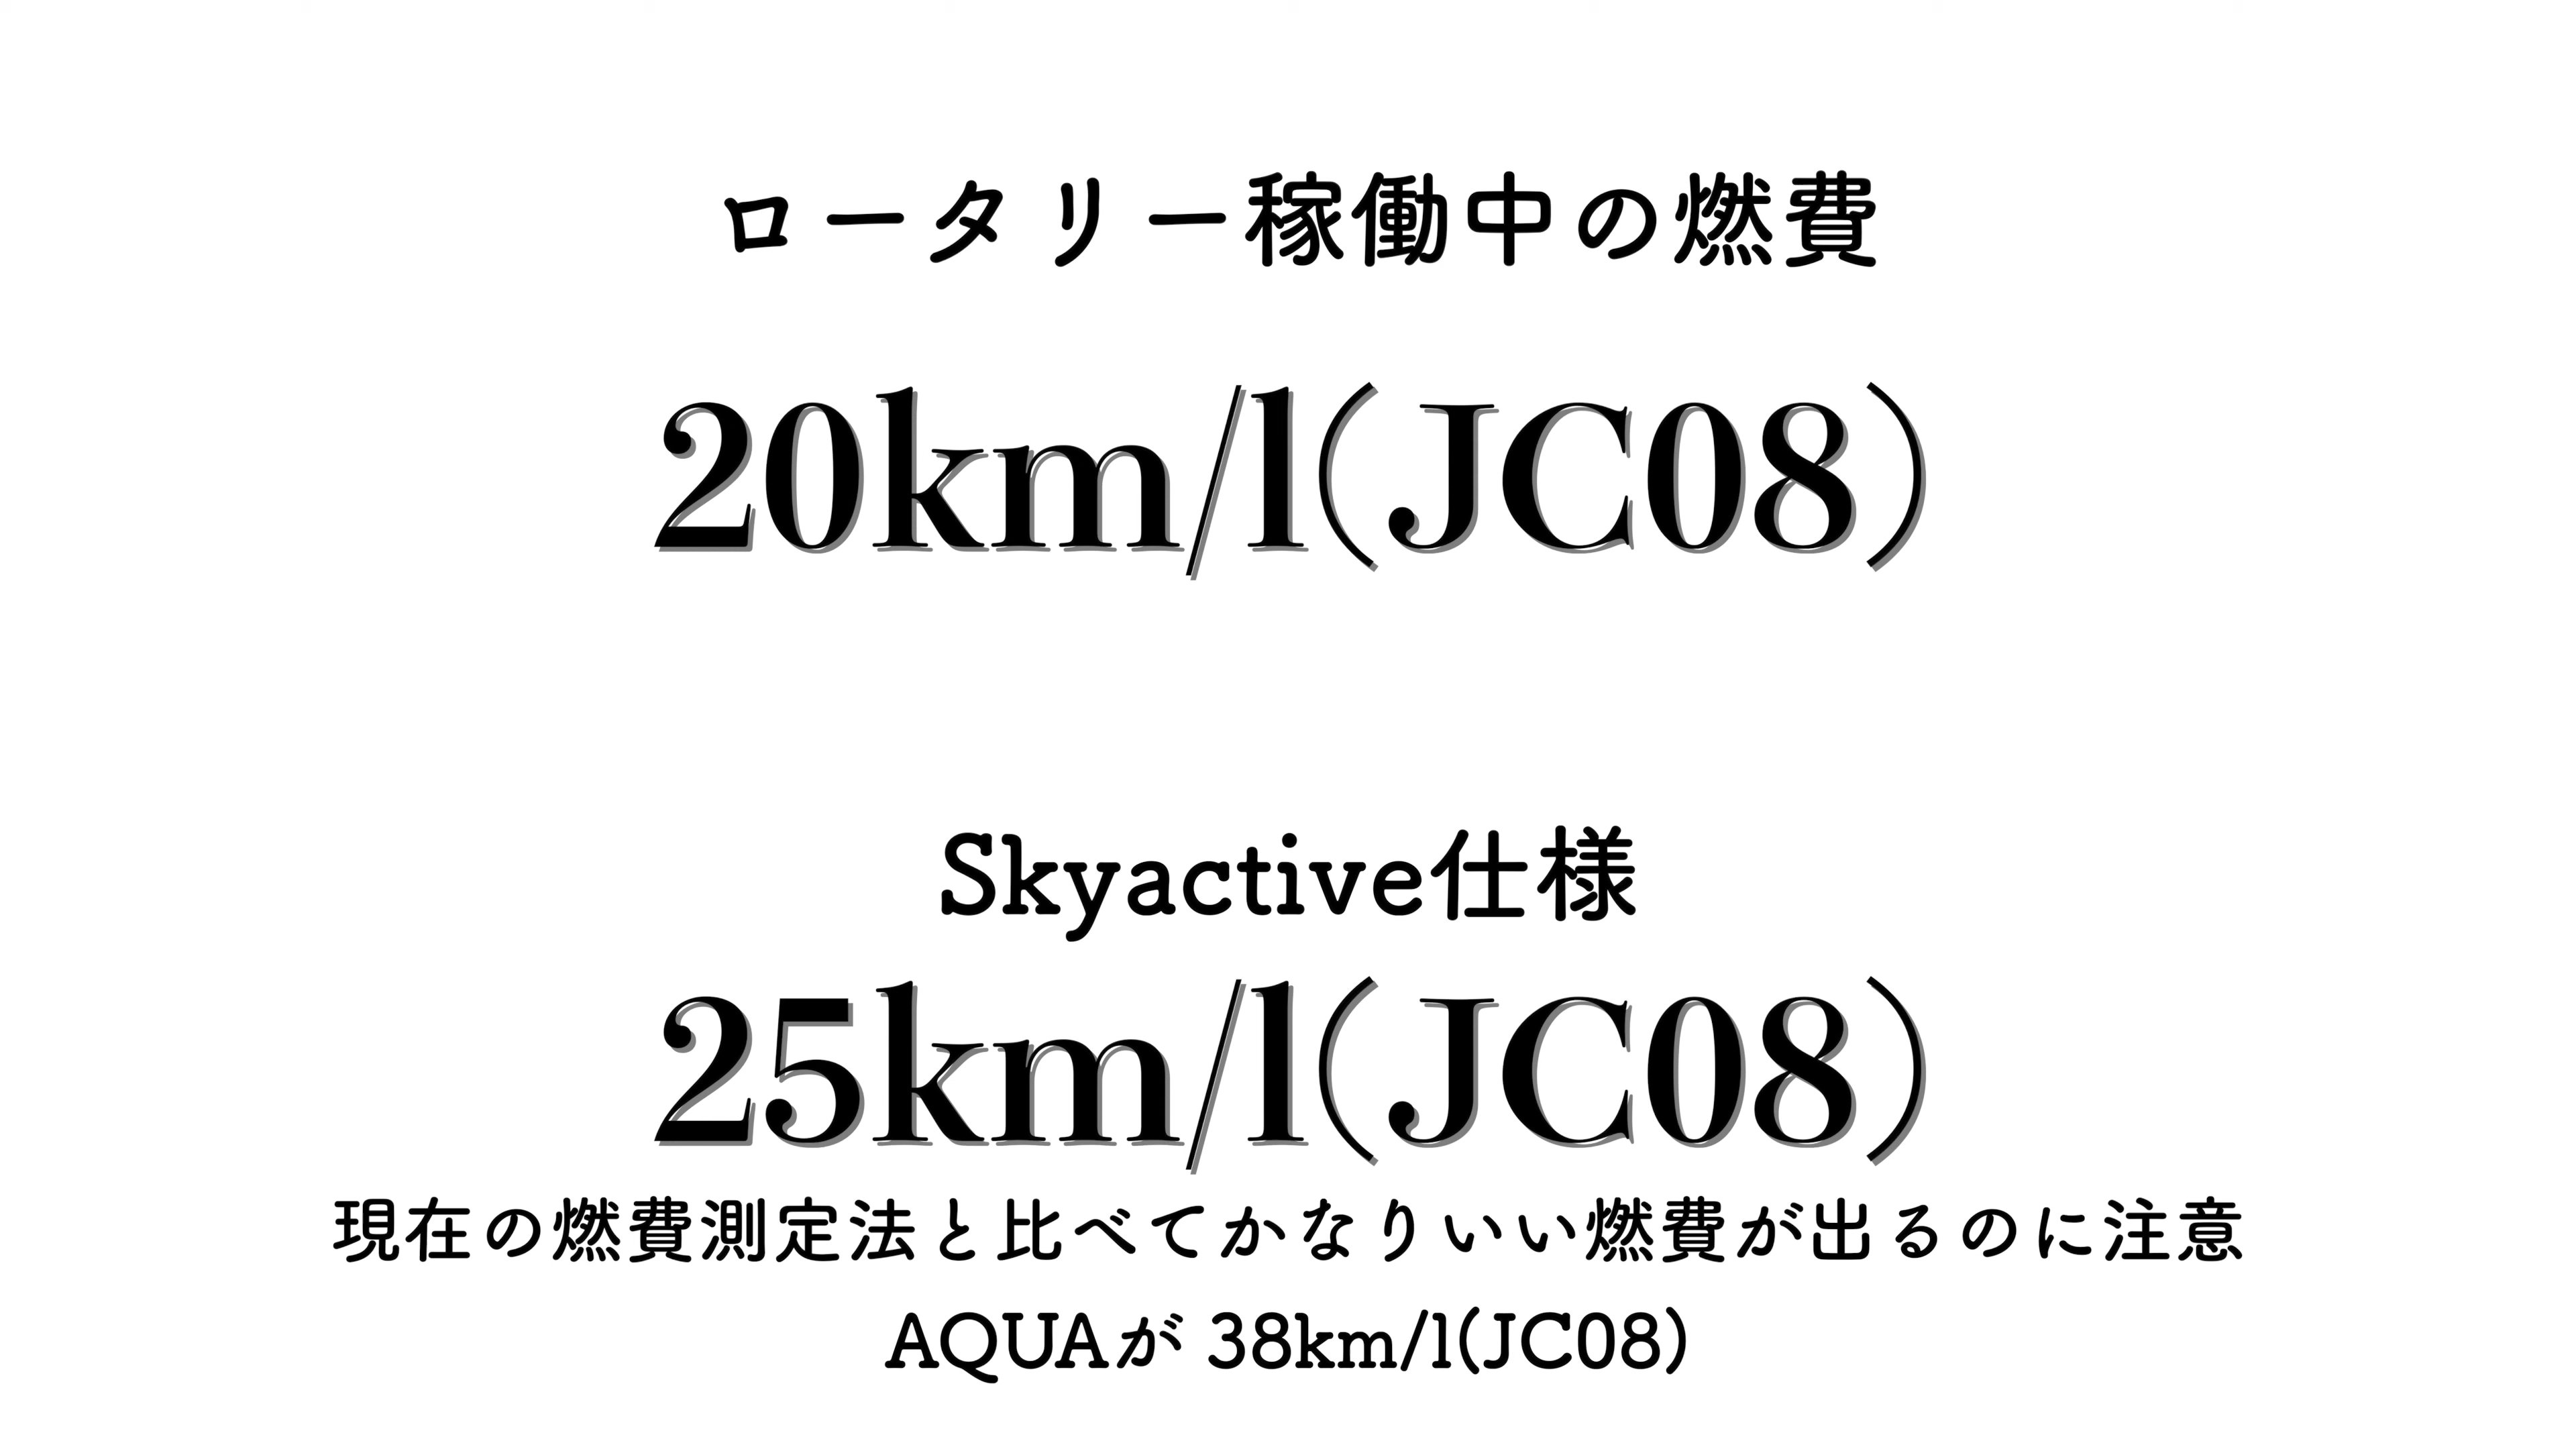 ロータリー稼働中の燃費
20km/l(JC08)
Skyactive仕様
25km/l(JC08)
現在の燃費測定法と比べてかなりいい燃費が出るのに注意
AQUAが 38km/l(JC08)